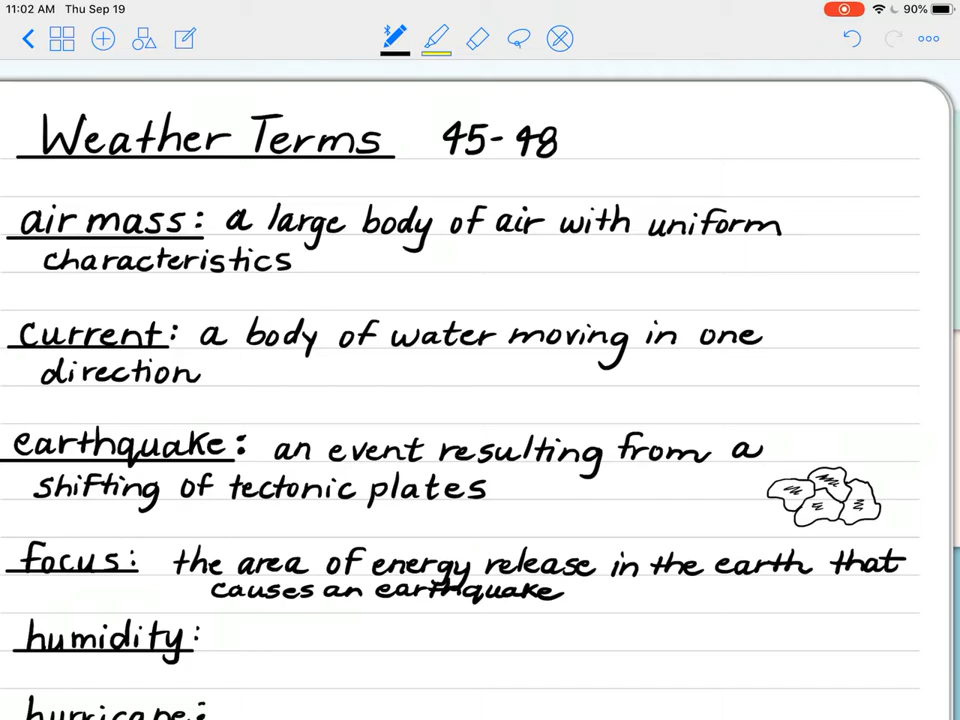 11:02 AM Thu Sep 19 90%
Weather Terms 45-48
air mass: a large body of air with uniform
characteristics
current: a body of water moving in one
direction
earthquake: an event resulting from a
shifting of tectonic plates
focus: the area of energy release in the earth that
causes an earthquake
humidity:
hurricane: